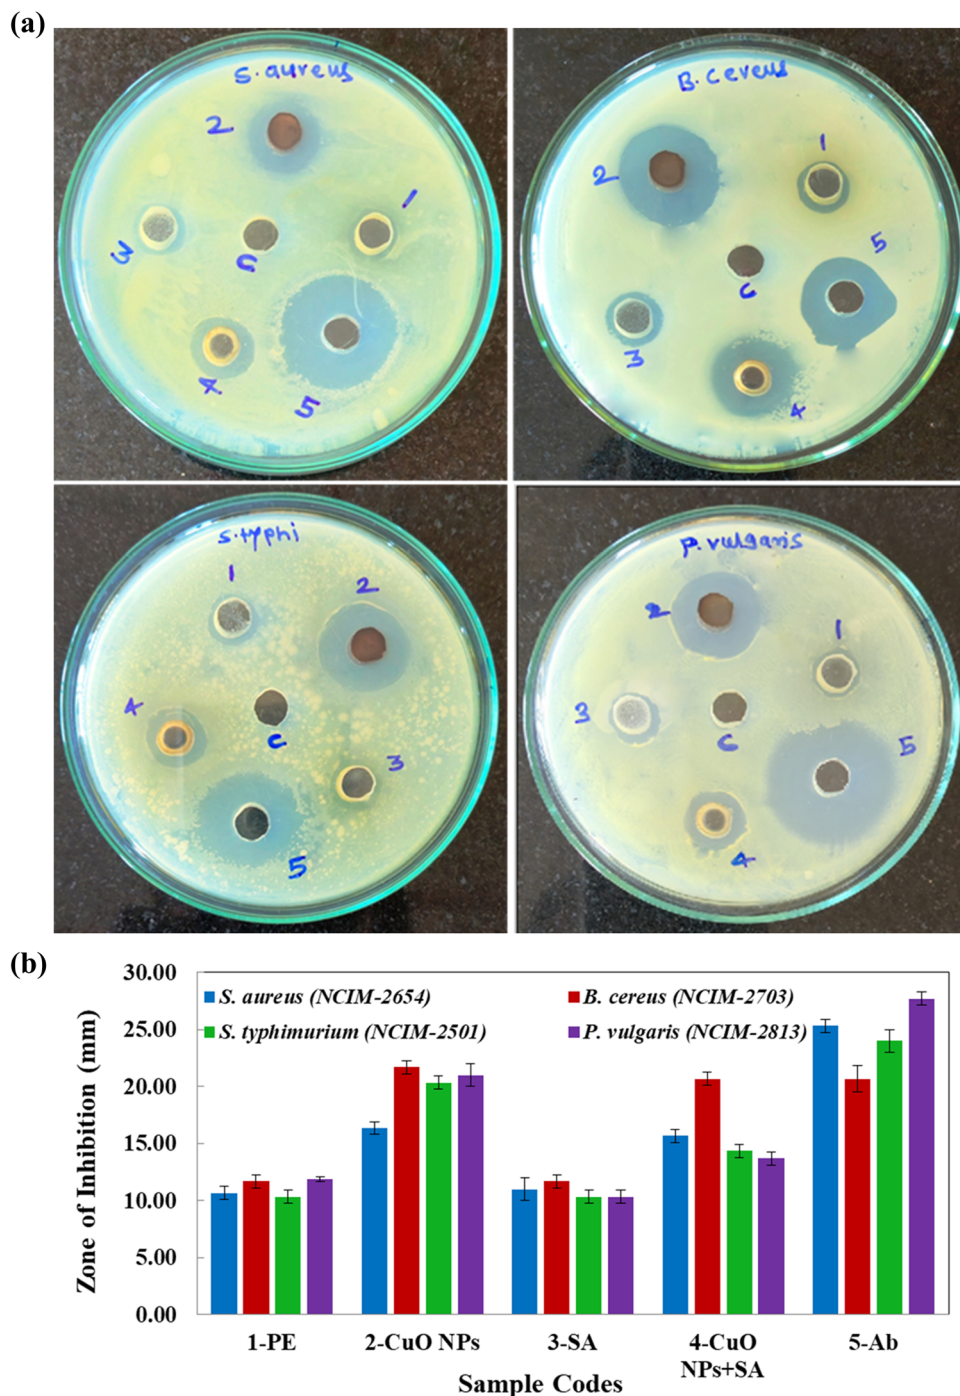 (a)
S. aureus
2
1
3
C
4
5
B. cereus
1
2
5
C
3
4
S. typhi
1
2
4
C
3
5
P. vulgaris
2
1
3
C
5
4
(b)
30.00
S. aureus (NCIM-2654) B. cereus (NCIM-2703)
S. typhimurium (NCIM-2501) P. vulgaris (NCIM-2813)
25.00
20.00
15.00
10.00
5.00
0.00
Zone of Inhibition (mm)
1-PE 2-CuO NPs 3-SA 4-CuO NPs+SA 5-Ab
Sample Codes